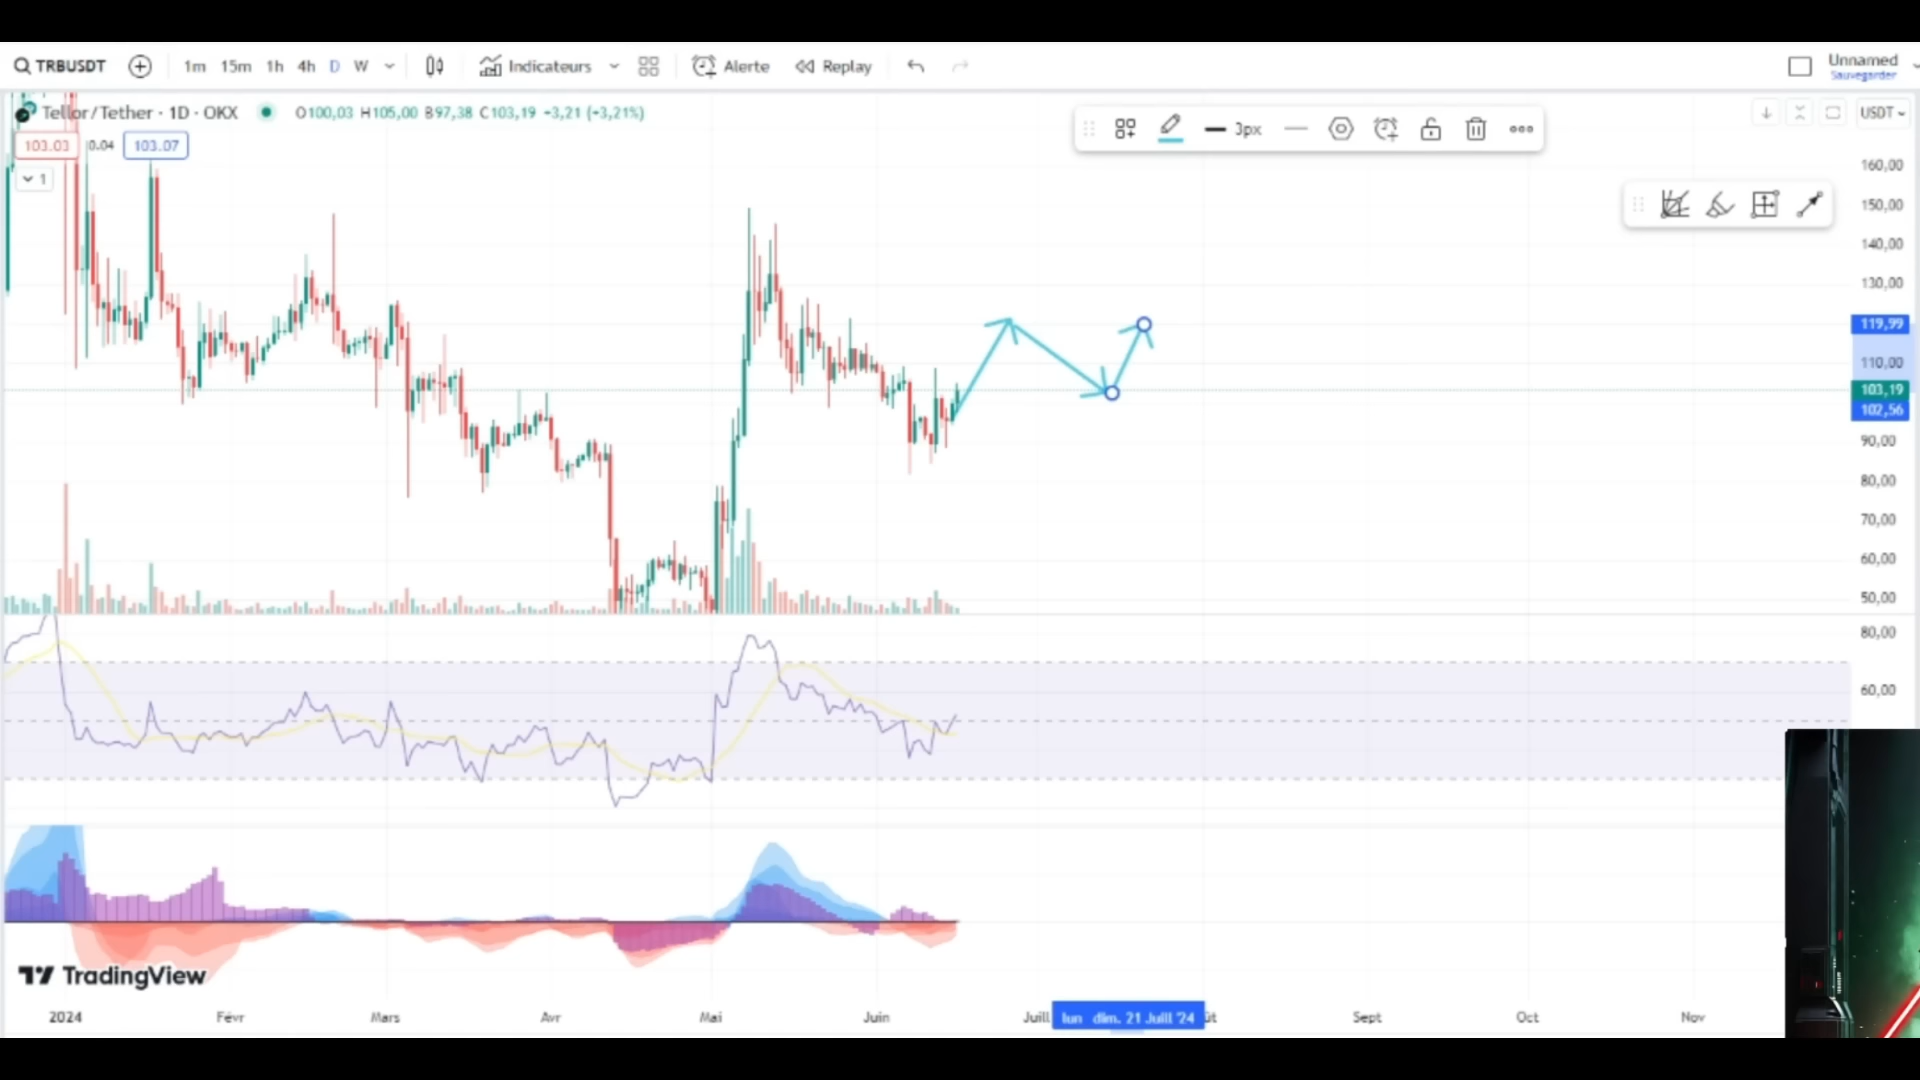 TRBUSDT 1m 15m 1h 4h D W Indicateurs Alerte Replay Unnamed
Sauvegarder
Tellor/Tether · 1D · OKX O100,03 H105,00 B97,38 C103,19 +3,21 (+3,21%)
3px
USDT
103.03 0.04 103.07
1
160,00
150,00
140,00
130,00
119,99
110,00
103,19
102,56
90,00
80,00
70,00
60,00
50,00
80,00
60,00
TradingView
2024 Févr Mars Avr Mai Juin Juill lun dim. 21 Juill '24 Sept Oct Nov